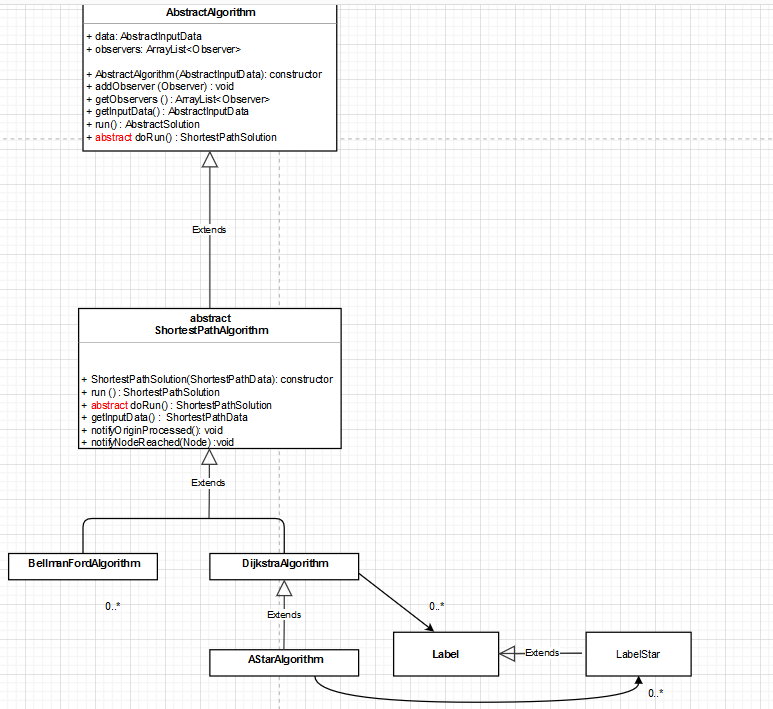 AbstractAlgorithm
+ data: AbstractInputData
+ observers: ArrayList<Observer>
+ AbstractAlgorithm(AbstractInputData): constructor
+ addObserver (Observer) : void
+ getObservers () : ArrayList<Observer>
+ getInputData() : AbstractInputData
+ run() : AbstractSolution
+ abstract doRun() : ShortestPathSolution
Extends
abstract
ShortestPathAlgorithm
+ ShortestPathSolution(ShortestPathData): constructor
+ run () : ShortestPathSolution
+ abstract doRun() : ShortestPathSolution
+ getInputData() : ShortestPathData
+ notifyOriginProcessed(): void
+ notifyNodeReached(Node) :void
Extends
BellmanFordAlgorithm
DijkstraAlgorithm
0..*
0..*
Extends
Label
Extends
LabelStar
AStarAlgorithm
0..*